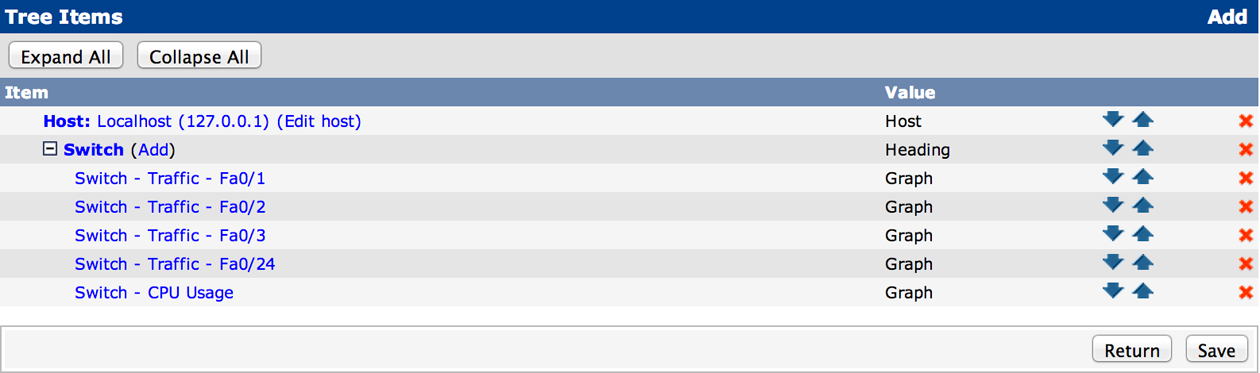 Tree Items Add
Expand All Collapse All
Item Value
Host: Localhost (127.0.0.1) (Edit host) Host
Switch (Add) Heading
Switch - Traffic - Fa0/1 Graph
Switch - Traffic - Fa0/2 Graph
Switch - Traffic - Fa0/3 Graph
Switch - Traffic - Fa0/24 Graph
Switch - CPU Usage Graph
Return Save